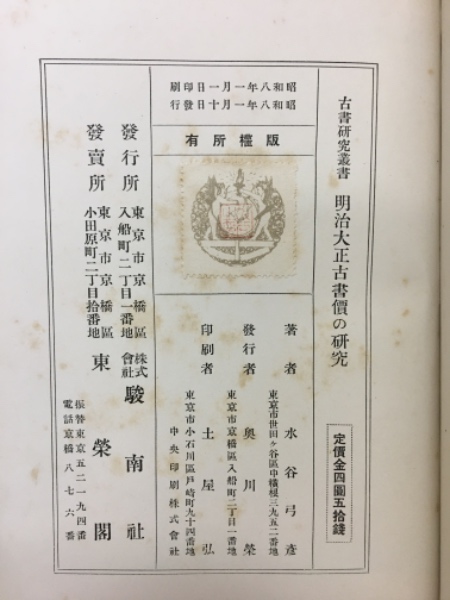 古書研究叢書 明治大正古書價の研究
定價金四圓五拾錢
昭和八年一月一日印刷
昭和八年一月十日發行
版權所有
著者 水谷弓彦
東京市世田ヶ谷區中根三九五二番地
發行者 奥川榮
東京市京橋區入船町二丁目一番地
印刷者 土屋弘
東京市小石川區戸崎町九十四番地
中央印刷株式會社
發行所 東京市京橋區入船町二丁目一番地 株式會社 駿南社
發賣所 東京市京橋區小田原町二丁目拾番地 東榮閣
振替東京五二一九四番
電話京橋八七六番